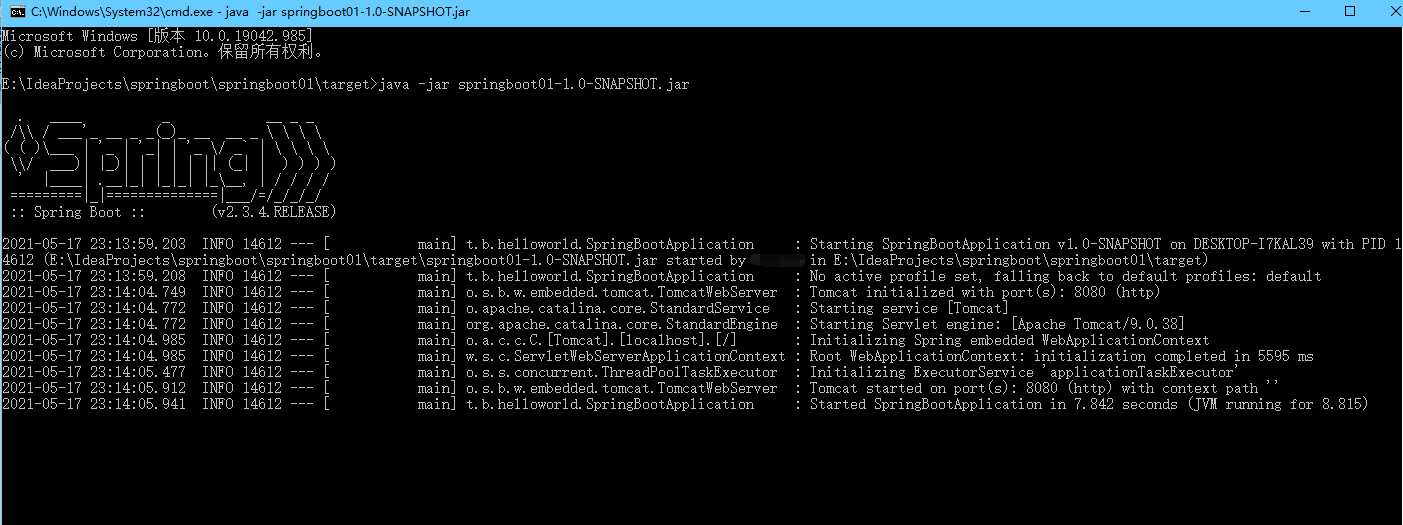 C:\Windows\System32\cmd.exe - java  -jar springboot01-1.0-SNAPSHOT.jar
Microsoft Windows [版本 10.0.19042.985]
(c) Microsoft Corporation。保留所有权利。
E:\IdeaProjects\springboot\springboot01\target>java -jar springboot01-1.0-SNAPSHOT.jar
Spring
:: Spring Boot ::        (v2.3.4.RELEASE)
2021-05-17 23:13:59.203  INFO 14612 --- [           main] t.b.helloworld.SpringBootApplication     : Starting SpringBootApplication v1.0-SNAPSHOT on DESKTOP-I7KAL39 with PID 1
4612 (E:\IdeaProjects\springboot\springboot01\target\springboot01-1.0-SNAPSHOT.jar started by in E:\IdeaProjects\springboot\springboot01\target)
2021-05-17 23:13:59.208  INFO 14612 --- [           main] t.b.helloworld.SpringBootApplication     : No active profile set, falling back to default profiles: default
2021-05-17 23:14:04.749  INFO 14612 --- [           main] o.s.b.w.embedded.tomcat.TomcatWebServer  : Tomcat initialized with port(s): 8080 (http)
2021-05-17 23:14:04.772  INFO 14612 --- [           main] o.apache.catalina.core.StandardService   : Starting service [Tomcat]
2021-05-17 23:14:04.772  INFO 14612 --- [           main] org.apache.catalina.core.StandardEngine  : Starting Servlet engine: [Apache Tomcat/9.0.38]
2021-05-17 23:14:04.985  INFO 14612 --- [           main] o.a.c.c.C.[Tomcat].[localhost].[/]       : Initializing Spring embedded WebApplicationContext
2021-05-17 23:14:04.985  INFO 14612 --- [           main] w.s.c.ServletWebServerApplicationContext : Root WebApplicationContext: initialization completed in 5595 ms
2021-05-17 23:14:05.477  INFO 14612 --- [           main] o.s.s.concurrent.ThreadPoolTaskExecutor  : Initializing ExecutorService 'applicationTaskExecutor'
2021-05-17 23:14:05.912  INFO 14612 --- [           main] o.s.b.w.embedded.tomcat.TomcatWebServer  : Tomcat started on port(s): 8080 (http) with context path ''
2021-05-17 23:14:05.941  INFO 14612 --- [           main] t.b.helloworld.SpringBootApplication     : Started SpringBootApplication in 7.842 seconds (JVM running for 8.815)